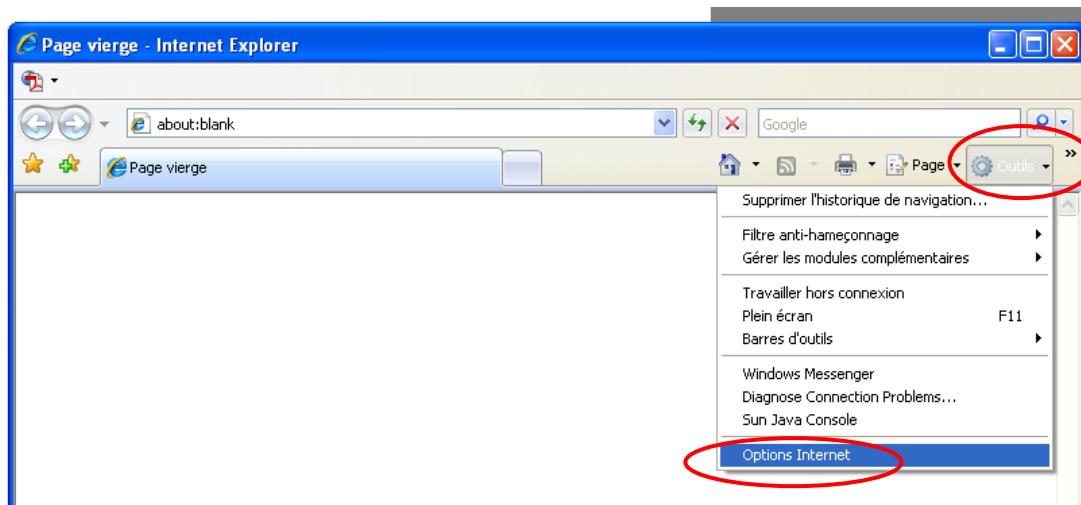 Page vierge - Internet Explorer
about:blank
Google
Page vierge
Page
Outils
»
Supprimer l'historique de navigation...
Filtre anti-hameçonnage
Gérer les modules complémentaires
Travailler hors connexion
Plein écran F11
Barres d'outils
Windows Messenger
Diagnose Connection Problems...
Sun Java Console
Options Internet